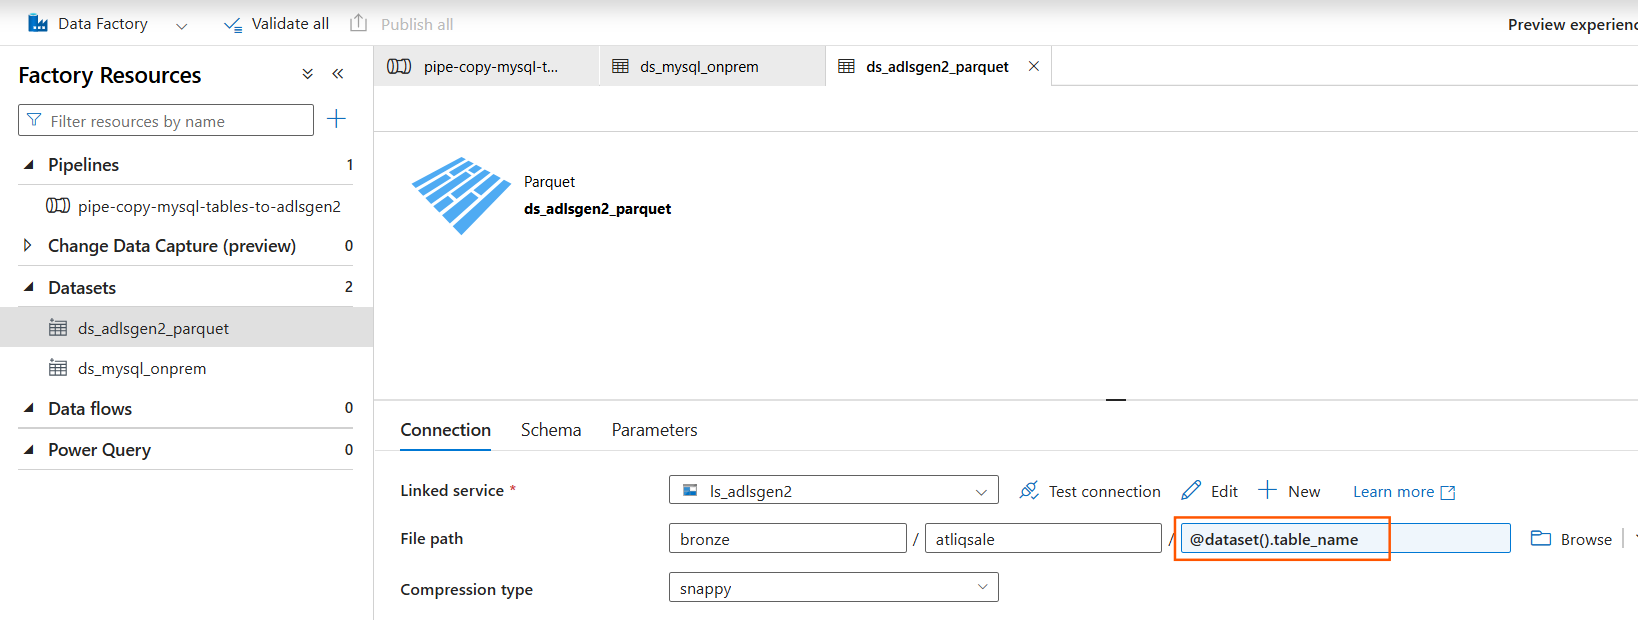 Data Factory
Validate all
Publish all
Preview experienc
Factory Resources
Filter resources by name
Pipelines 1
pipe-copy-mysql-tables-to-adlsgen2
Change Data Capture (preview) 0
Datasets 2
ds_adlsgen2_parquet
ds_mysql_onprem
Data flows 0
Power Query 0
pipe-copy-mysql-t...
ds_mysql_onprem
ds_adlsgen2_parquet
Parquet
ds_adlsgen2_parquet
Connection Schema Parameters
Linked service * ls_adlsgen2 Test connection Edit New Learn more
File path bronze / atliqsale / @dataset().table_name Browse
Compression type snappy